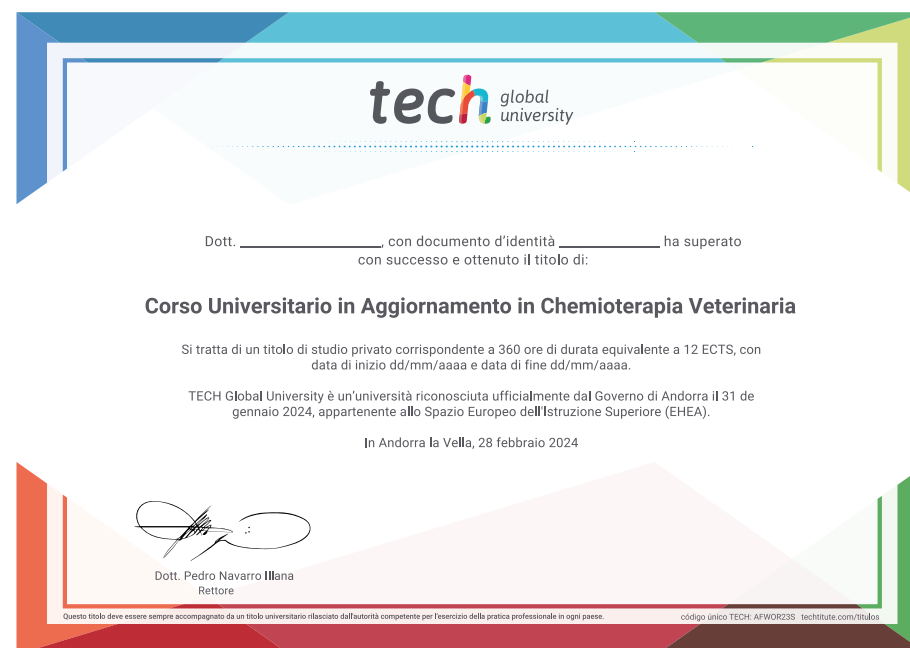 tech global university
Dott. ____________________, con documento d'identità ______________ ha superato
con successo e ottenuto il titolo di:
Corso Universitario in Aggiornamento in Chemioterapia Veterinaria
Si tratta di un titolo di studio privato corrispondente a 360 ore di durata equivalente a 12 ECTS, con
data di inizio dd/mm/aaaa e data di fine dd/mm/aaaa.
TECH Global University è un'università riconosciuta ufficialmente dal Governo di Andorra il 31 de
gennaio 2024, appartenente allo Spazio Europeo dell'Istruzione Superiore (EHEA).
In Andorra la Vella, 28 febbraio 2024
Dott. Pedro Navarro Illana
Rettore
Questo titolo deve essere sempre accompagnato da un titolo universitario rilasciato dall'autorità competente per l'esercizio della pratica professionale in ogni paese.
código único TECH: AFWOR23S techtitute.com/titulos